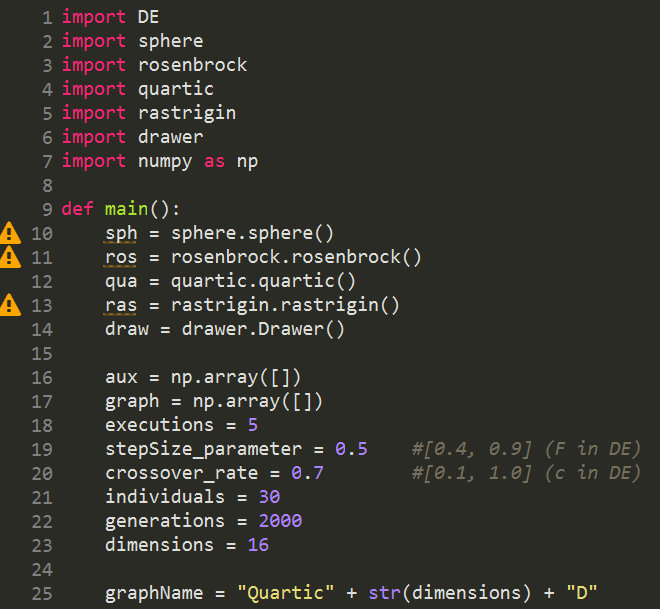 1 import DE
2 import sphere
3 import rosenbrock
4 import quartic
5 import rastrigin
6 import drawer
7 import numpy as np
8
9 def main():
10     sph = sphere.sphere()
11     ros = rosenbrock.rosenbrock()
12     qua = quartic.quartic()
13     ras = rastrigin.rastrigin()
14     draw = drawer.Drawer()
15
16     aux = np.array([])
17     graph = np.array([])
18     executions = 5
19     stepSize_parameter = 0.5    #[0.4, 0.9] (F in DE)
20     crossover_rate = 0.7        #[0.1, 1.0] (c in DE)
21     individuals = 30
22     generations = 2000
23     dimensions = 16
24
25     graphName = "Quartic" + str(dimensions) + "D"